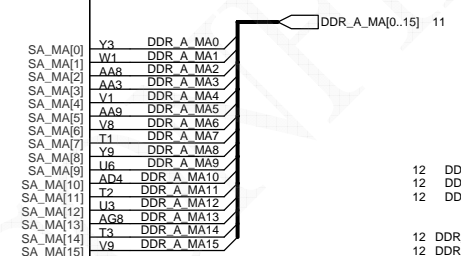 DDR_A_MA[0..15] 11
SA_MA[0] Y3 DDR_A_MA0
SA_MA[1] W1 DDR_A_MA1
SA_MA[2] AA8 DDR_A_MA2
SA_MA[3] AA3 DDR_A_MA3
SA_MA[4] V1 DDR_A_MA4
SA_MA[5] AA9 DDR_A_MA5
SA_MA[6] V8 DDR_A_MA6
SA_MA[7] T1 DDR_A_MA7
SA_MA[8] Y9 DDR_A_MA8
SA_MA[9] U6 DDR_A_MA9
SA_MA[10] AD4 DDR_A_MA10
SA_MA[11] T2 DDR_A_MA11
SA_MA[12] U3 DDR_A_MA12
SA_MA[13] AG8 DDR_A_MA13
SA_MA[14] T3 DDR_A_MA14
SA_MA[15] V9 DDR_A_MA15
12 DD
12 DD
12 DD
12 DDR
12 DDR